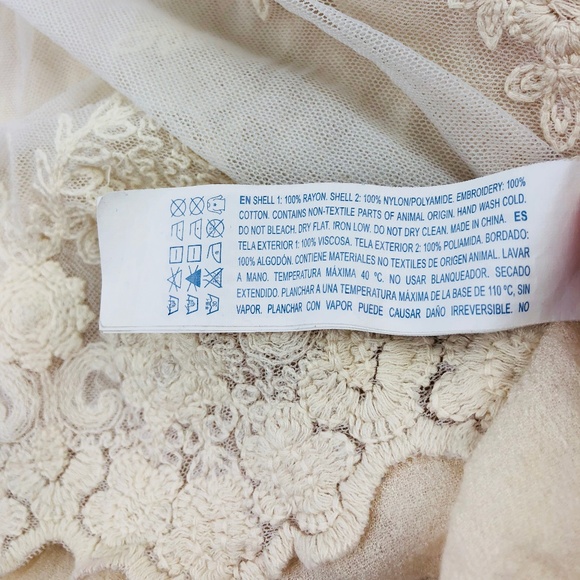 EN SHELL 1: 100% RAYON. SHELL 2: 100% NYLON/POLYAMIDE. EMBROIDERY: 100%
COTTON. CONTAINS NON-TEXTILE PARTS OF ANIMAL ORIGIN. HAND WASH COLD.
DO NOT BLEACH. DRY FLAT. IRON LOW. DO NOT DRY CLEAN. MADE IN CHINA. ES
TELA EXTERIOR 1: 100% VISCOSA. TELA EXTERIOR 2: 100% POLIAMIDA. BORDADO:
100% ALGODÓN. CONTIENE MATERIALES NO TEXTILES DE ORIGEN ANIMAL. LAVAR
A MANO. TEMPERATURA MÁXIMA 40 °C. NO USAR BLANQUEADOR. SECADO
EXTENDIDO. PLANCHAR A UNA TEMPERATURA MÁXIMA DE LA BASE DE 110 °C, SIN
VAPOR. PLANCHAR CON VAPOR PUEDE CAUSAR DAÑO IRREVERSIBLE. NO